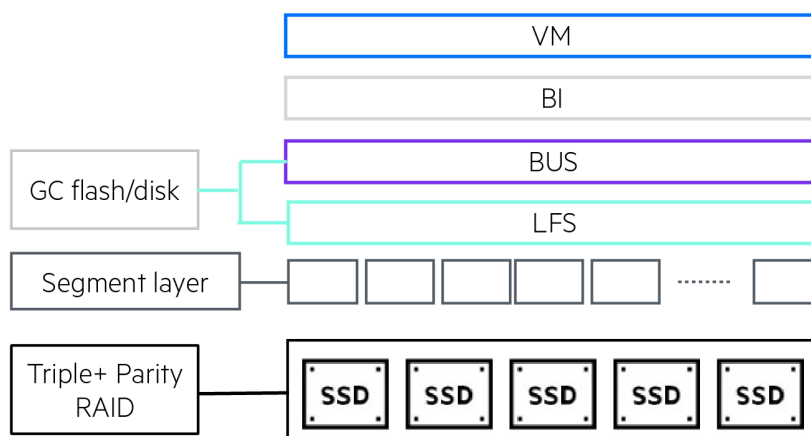 VM
BI
BUS
GC flash/disk
LFS
Segment layer
Triple+ Parity
RAID
SSD SSD SSD SSD SSD